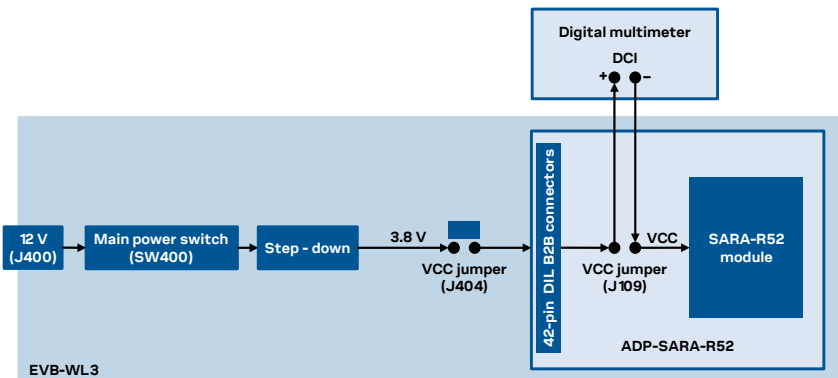 Digital multimeter
DCI
+ –
12 V
(J400)
Main power switch
(SW400)
Step - down
3.8 V
VCC jumper
(J404)
42-pin DIL B2B connectors
VCC
VCC jumper
(J109)
SARA-R52
module
ADP-SARA-R52
EVB-WL3